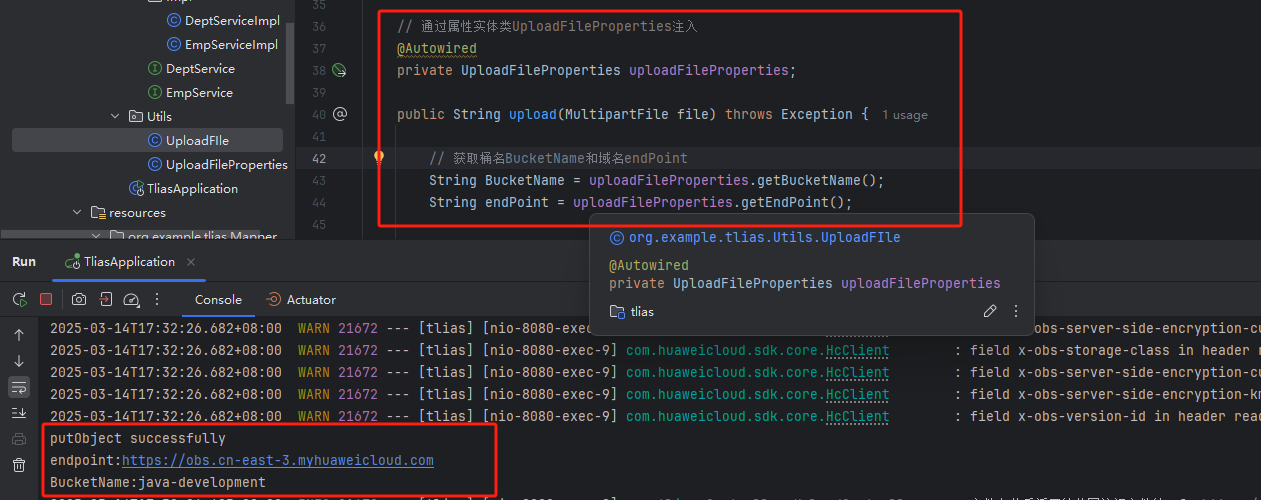 Impl
DeptServiceImpl
EmpServiceImpl
DeptService
EmpService
Utils
UploadFIle
UploadFileProperties
TliasApplication
resources
org.example.tlias.Mapper
35
36 // 通过属性实体类UploadFileProperties注入
37 @Autowired
38 private UploadFileProperties uploadFileProperties;
39
40 public String upload(MultipartFile file) throws Exception { 1 usage
41
42 // 获取桶名BucketName和域名endPoint
43 String BucketName = uploadFileProperties.getBucketName();
44 String endPoint = uploadFileProperties.getEndPoint();
45
org.example.tlias.Utils.UploadFIle
@Autowired
private UploadFileProperties uploadFileProperties
tlias
Run TliasApplication
Console Actuator
2025-03-14T17:32:26.682+08:00 WARN 21672 --- [tlias] [nio-8080-exec-9] x-obs-server-side-encryption-cu
2025-03-14T17:32:26.682+08:00 WARN 21672 --- [tlias] [nio-8080-exec-9] com.huaweicloud.sdk.core.HcClient : field x-obs-storage-class in header r
2025-03-14T17:32:26.682+08:00 WARN 21672 --- [tlias] [nio-8080-exec-9] com.huaweicloud.sdk.core.HcClient : field x-obs-server-side-encryption-cu
2025-03-14T17:32:26.682+08:00 WARN 21672 --- [tlias] [nio-8080-exec-9] com.huaweicloud.sdk.core.HcClient : field x-obs-server-side-encryption-kr
2025-03-14T17:32:26.682+08:00 WARN 21672 --- [tlias] [nio-8080-exec-9] com.huaweicloud.sdk.core.HcClient : field x-obs-version-id in header read
putObject successfully
endpoint:https://obs.cn-east-3.myhuaweicloud.com
BucketName:java-development